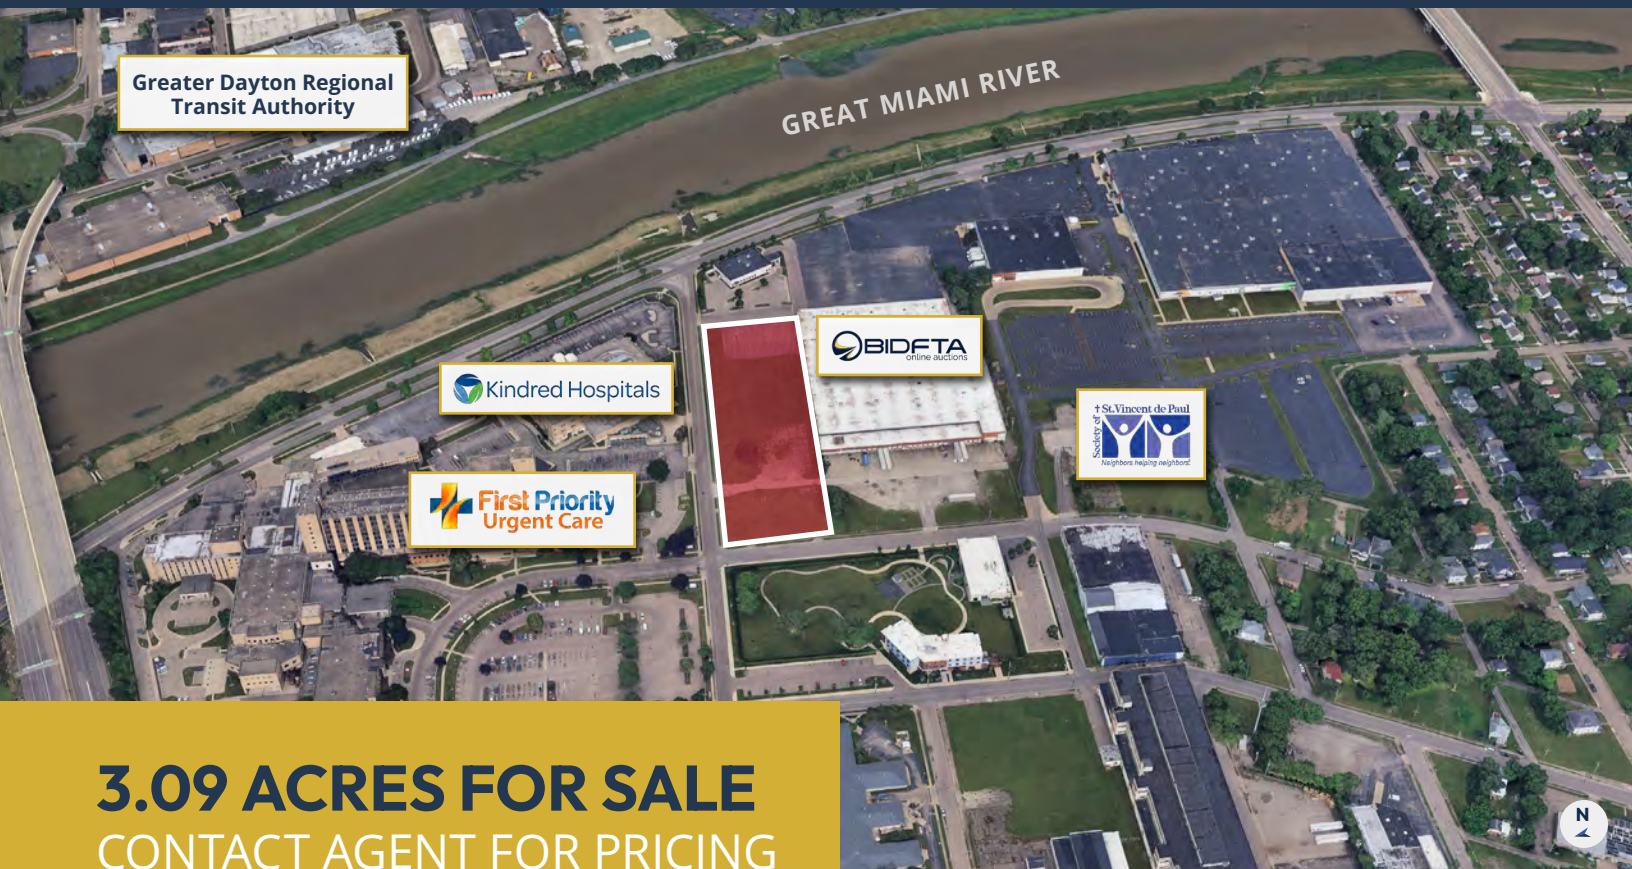 Greater Dayton Regional
Transit Authority
GREAT MIAMI RIVER
BIDFTA
online auctions
Kindred Hospitals
Society of
St.Vincent de Paul
Neighbors helping neighbors!
First Priority
Urgent Care
3.09 ACRES FOR SALE
CONTACT AGENT FOR PRICING
N